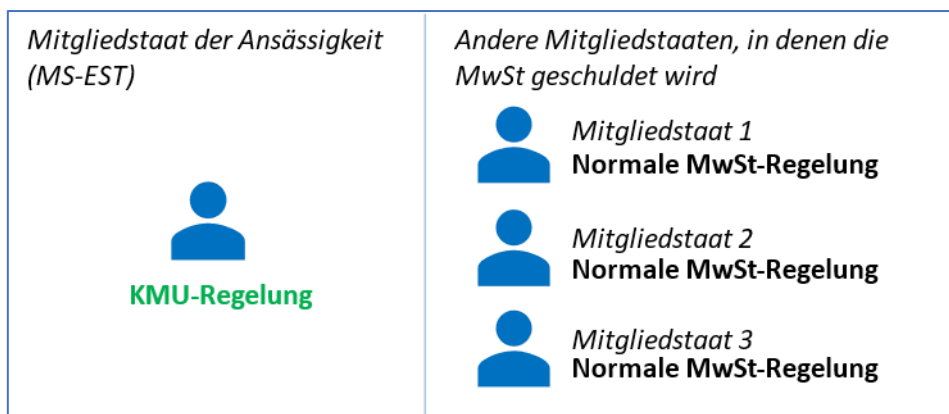 Mitgliedstaat der Ansässigkeit
(MS-EST)
KMU-Regelung
Andere Mitgliedstaaten, in denen die
MwSt geschuldet wird
Mitgliedstaat 1
Normale MwSt-Regelung
Mitgliedstaat 2
Normale MwSt-Regelung
Mitgliedstaat 3
Normale MwSt-Regelung